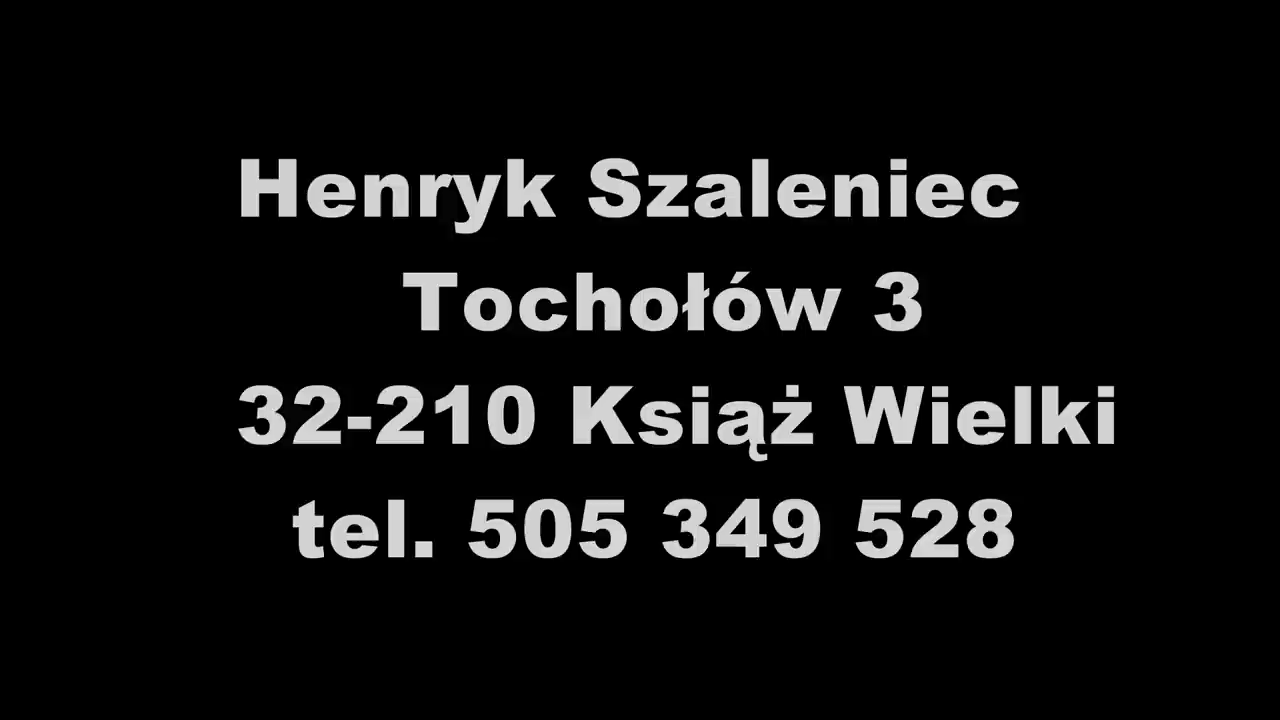 Henryk Szaleniec
Tochołów 3
32-210 Książ Wielki
tel. 505 349 528